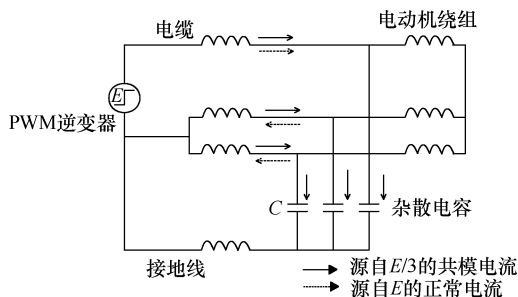 电缆
电动机绕组
E
PWM逆变器
C
杂散电容
接地线
源自E/3的共模电流
源自E的正常电流